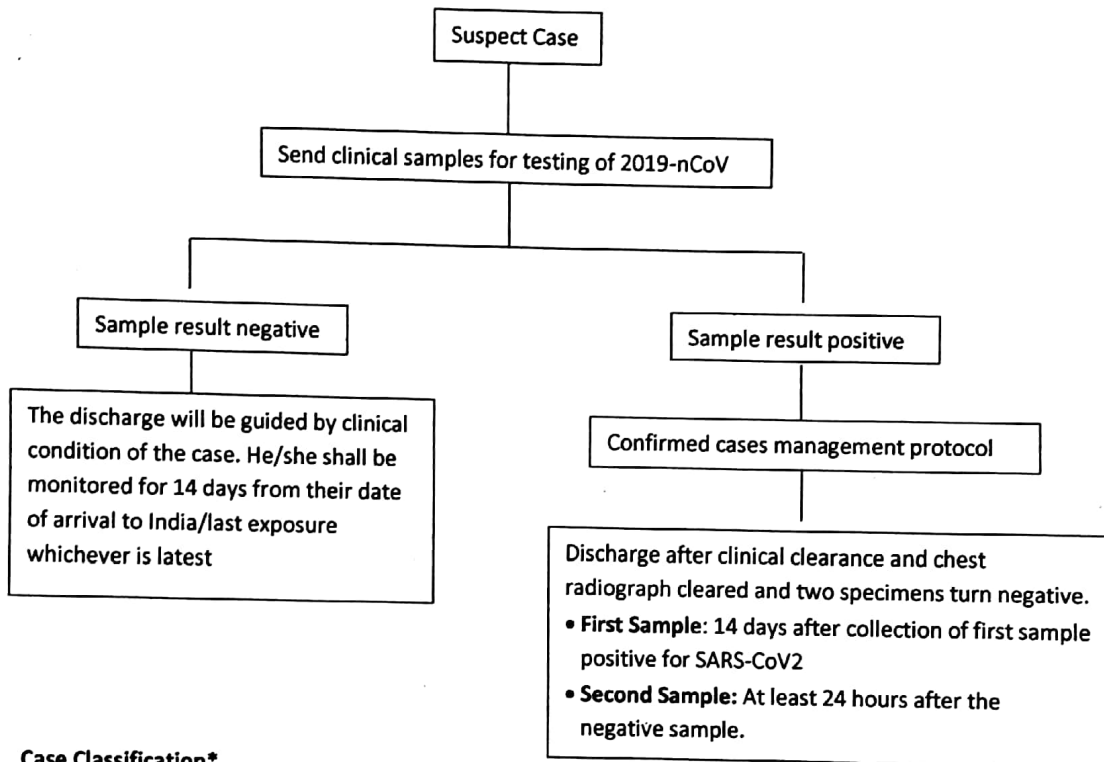 Suspect Case
Send clinical samples for testing of 2019-nCoV
Sample result negative
The discharge will be guided by clinical
condition of the case. He/she shall be
monitored for 14 days from their date
of arrival to India/last exposure
whichever is latest
Sample result positive
Confirmed cases management protocol
Discharge after clinical clearance and chest
radiograph cleared and two specimens turn negative.
• First Sample: 14 days after collection of first sample
positive for SARS-CoV2
• Second Sample: At least 24 hours after the
negative sample.
Case Classification*